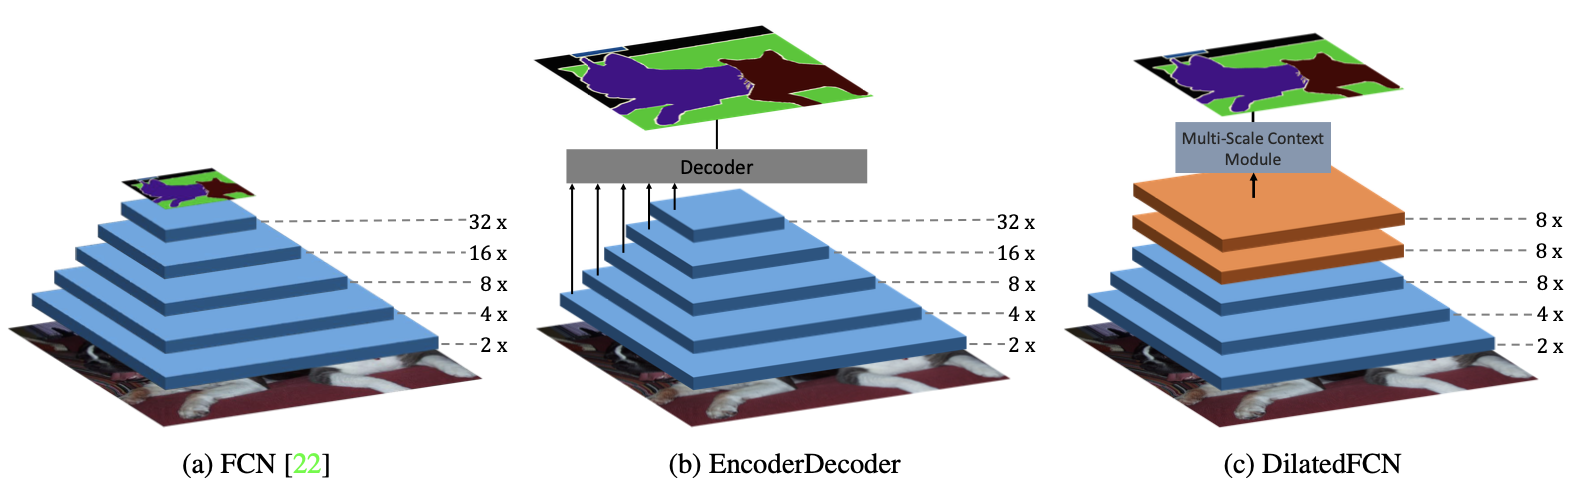 32 x
16 x
8 x
4 x
2 x
(a) FCN [22]
Decoder
32 x
16 x
8 x
4 x
2 x
(b) EncoderDecoder
Multi-Scale Context
Module
8 x
8 x
8 x
4 x
2 x
(c) DilatedFCN